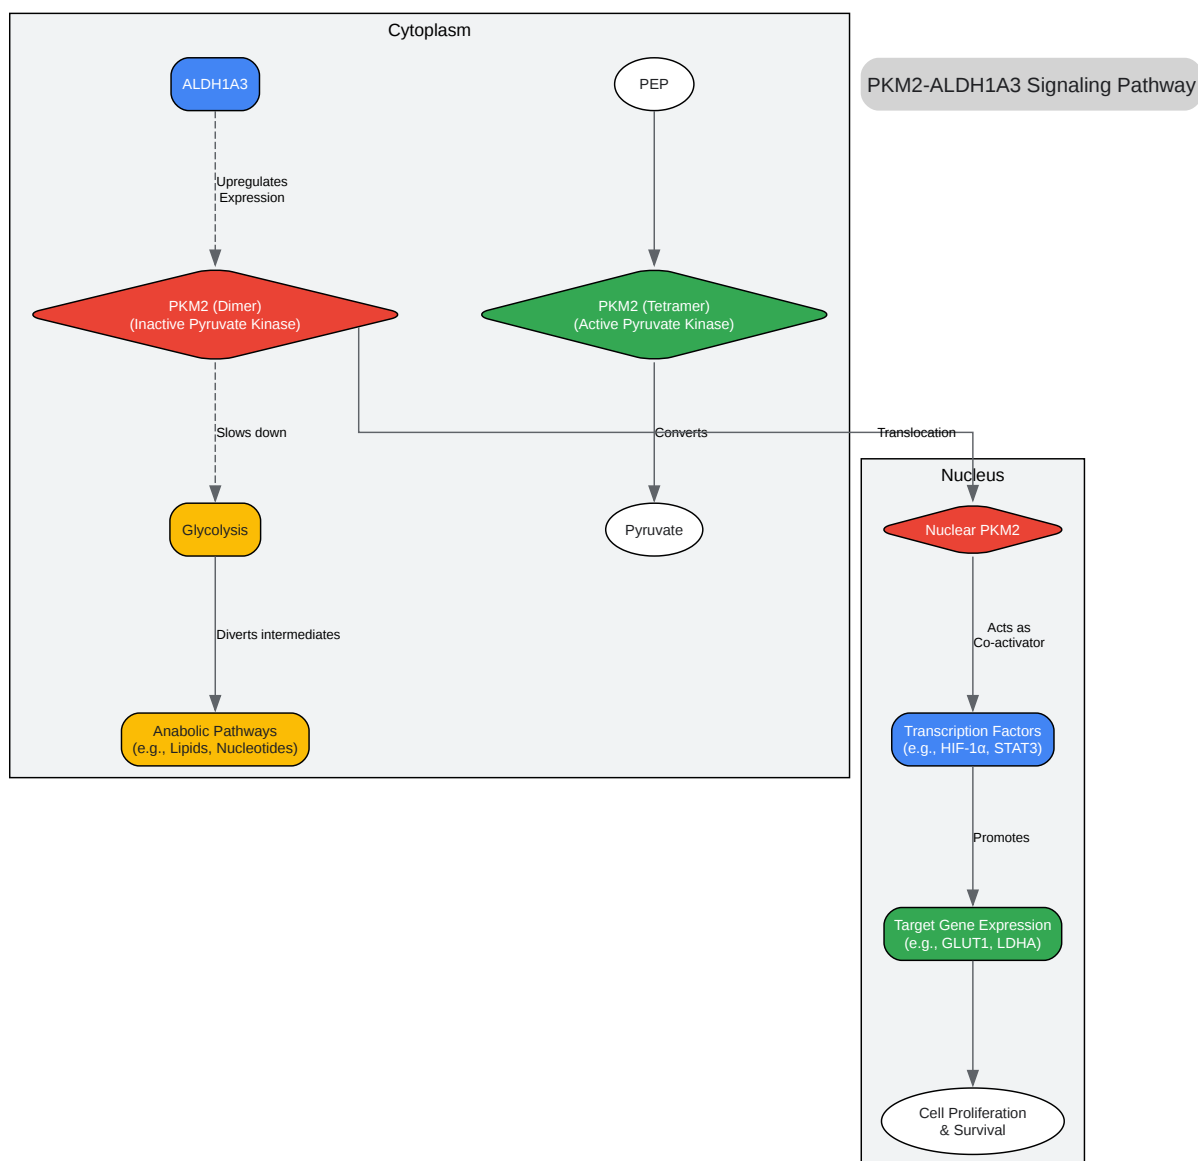 Cytoplasm
ALDH1A3
PEP
PKM2-ALDH1A3 Signaling Pathway
Upregulates
Expression
PKM2 (Dimer)
(Inactive Pyruvate Kinase)
PKM2 (Tetramer)
(Active Pyruvate Kinase)
Slows down
Converts
Translocation
Nucleus
Glycolysis
Pyruvate
Nuclear PKM2
Diverts intermediates
Acts as
Co-activator
Anabolic Pathways
(e.g., Lipids, Nucleotides)
Transcription Factors
(e.g., HIF-1α, STAT3)
Promotes
Target Gene Expression
(e.g., GLUT1, LDHA)
Cell Proliferation
& Survival